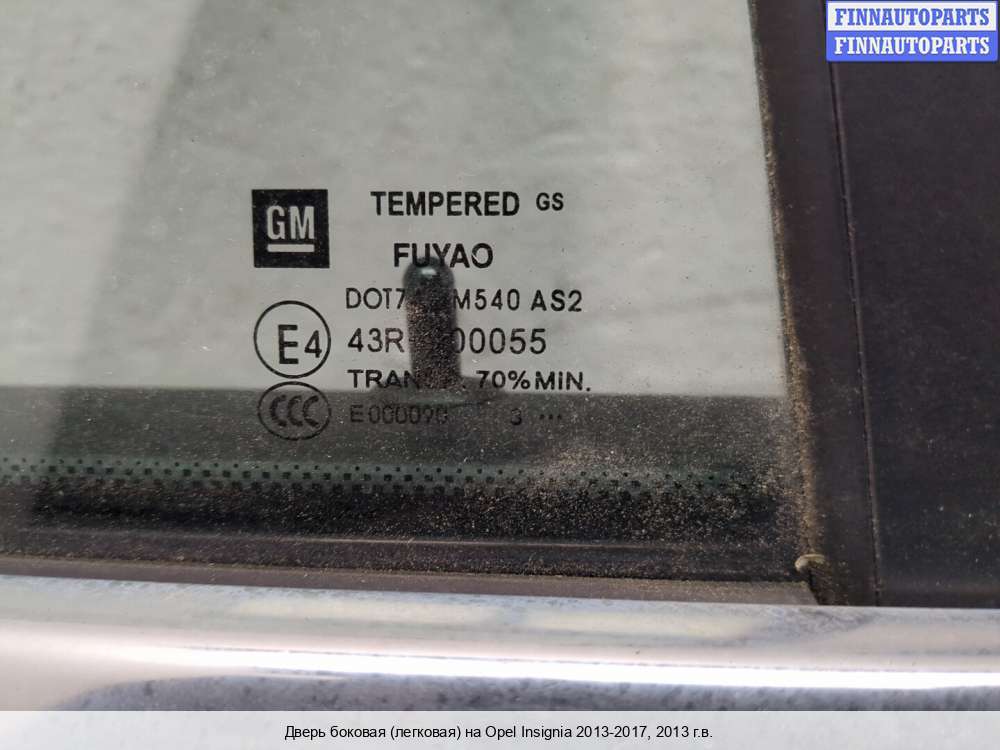 FINNAUTOPARTS
FINNAUTOPARTS
TEMPERED GS
GM
FUYAO
AS2
E4
00055
70%MIN.
CCC
3 ...
Дверь боковая (легковая) на Opel Insignia 2013-2017, 2013 г.в.